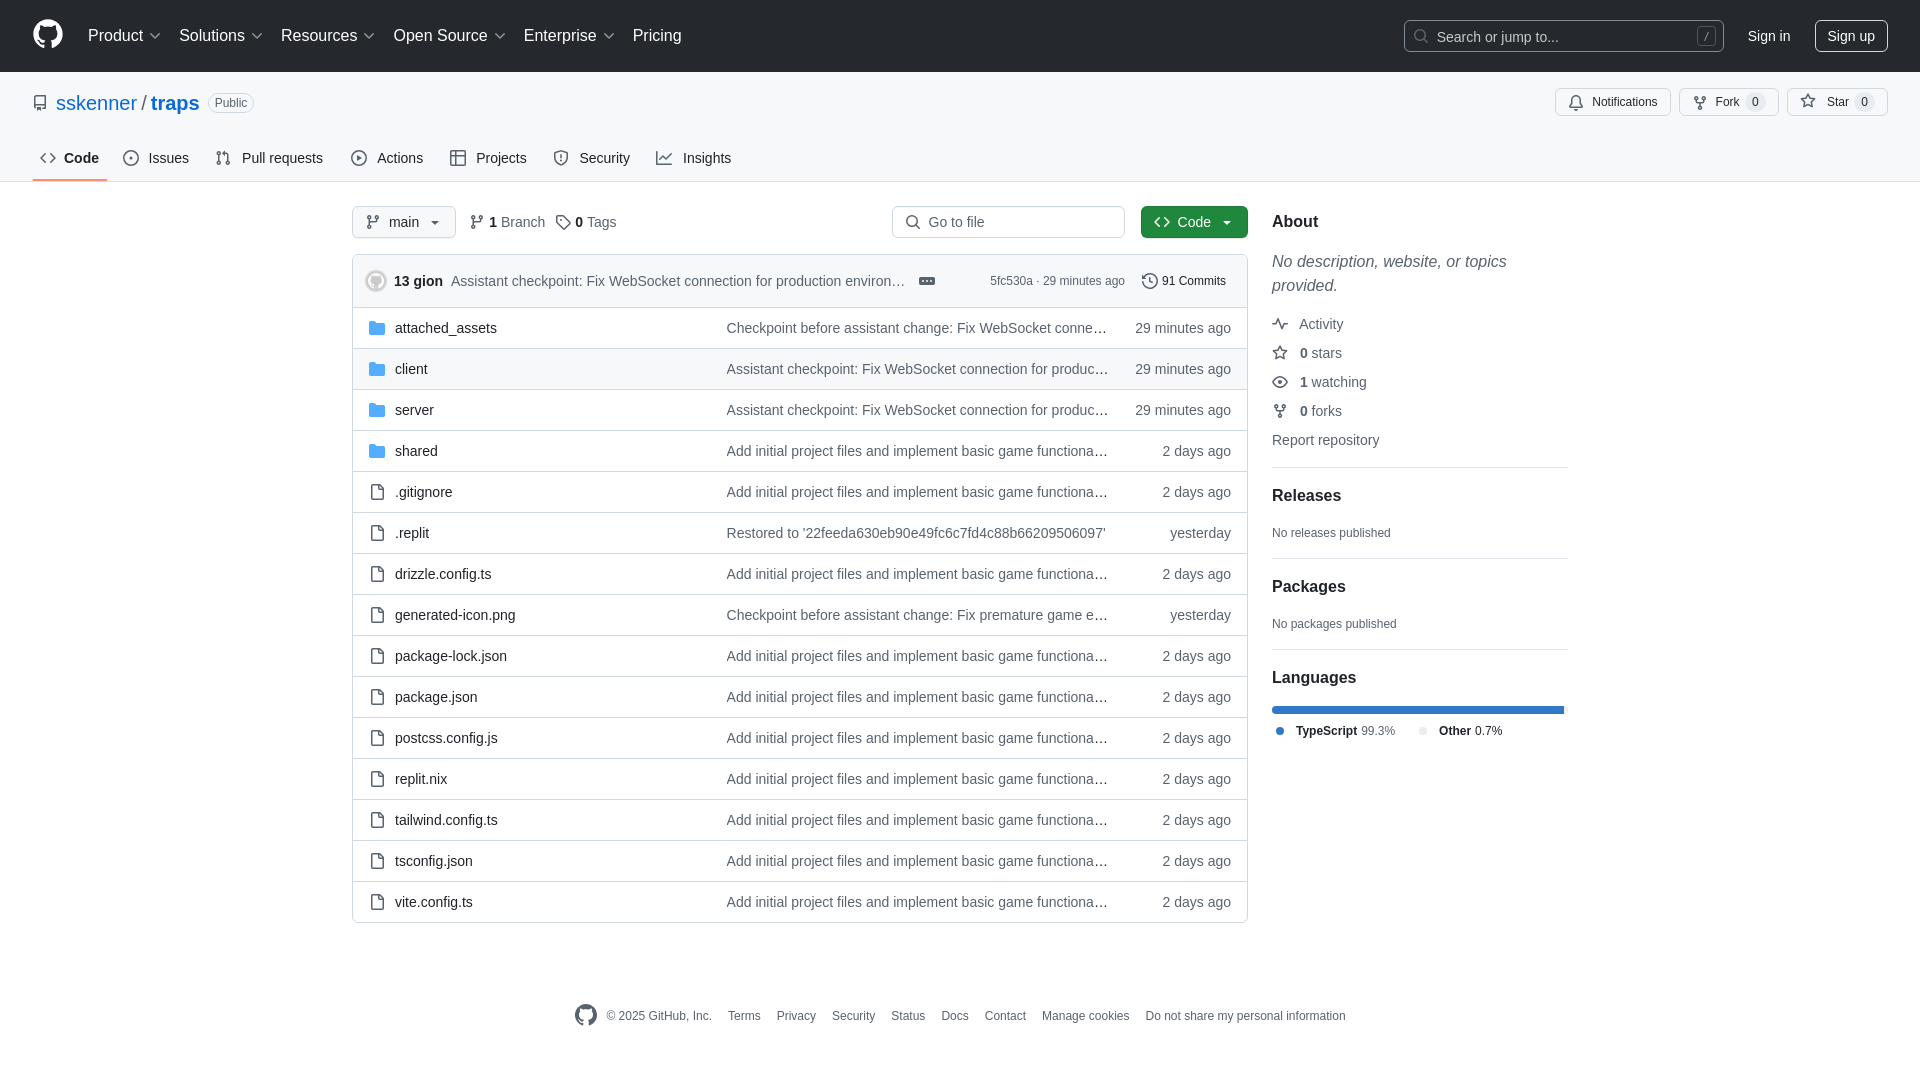 Product Solutions Resources Open Source Enterprise Pricing Search or jump to... / Sign in Sign up
sskenner / traps Public Notifications Fork 0 Star 0
Code Issues Pull requests Actions Projects Security Insights
main 1 Branch 0 Tags Go to file Code
13 gion Assistant checkpoint: Fix WebSocket connection for production environ… 5fc530a · 29 minutes ago 91 Commits
attached_assets Checkpoint before assistant change: Fix WebSocket conne… 29 minutes ago
client Assistant checkpoint: Fix WebSocket connection for produc… 29 minutes ago
server Assistant checkpoint: Fix WebSocket connection for produc… 29 minutes ago
shared Add initial project files and implement basic game functiona… 2 days ago
.gitignore Add initial project files and implement basic game functiona… 2 days ago
.replit Restored to '22feeda630eb90e49fc6c7fd4c88b66209506097' yesterday
drizzle.config.ts Add initial project files and implement basic game functiona… 2 days ago
generated-icon.png Checkpoint before assistant change: Fix premature game e… yesterday
package-lock.json Add initial project files and implement basic game functiona… 2 days ago
package.json Add initial project files and implement basic game functiona… 2 days ago
postcss.config.js Add initial project files and implement basic game functiona… 2 days ago
replit.nix Add initial project files and implement basic game functiona… 2 days ago
tailwind.config.ts Add initial project files and implement basic game functiona… 2 days ago
tsconfig.json Add initial project files and implement basic game functiona… 2 days ago
vite.config.ts Add initial project files and implement basic game functiona… 2 days ago
About
No description, website, or topics
provided.
Activity
0 stars
1 watching
0 forks
Report repository
Releases
No releases published
Packages
No packages published
Languages
TypeScript 99.3% Other 0.7%
© 2025 GitHub, Inc. Terms Privacy Security Status Docs Contact Manage cookies Do not share my personal information